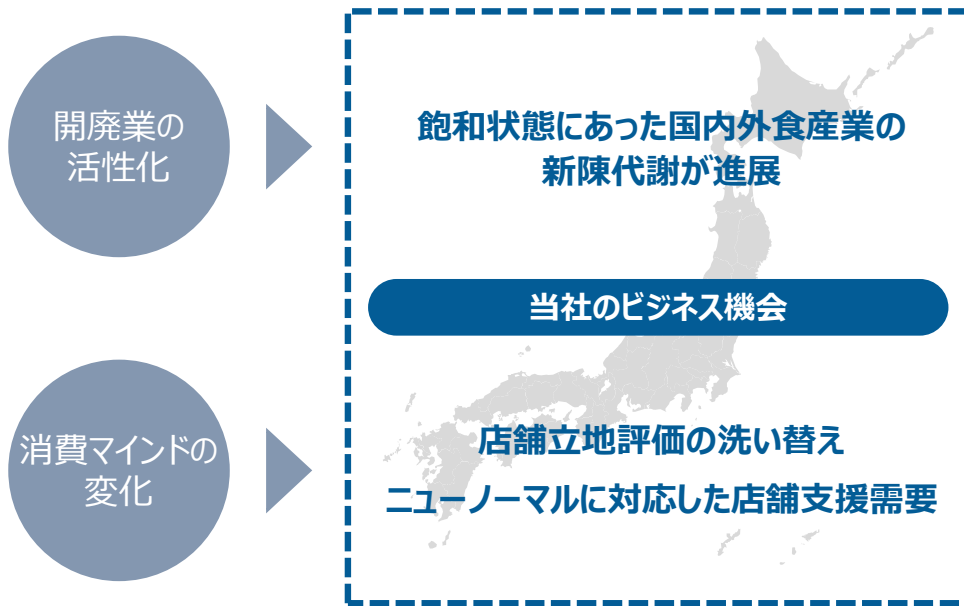 開廃業の
活性化
飽和状態にあった国内外食産業の
新陳代謝が進展
当社のビジネス機会
消費マインドの
変化
店舗立地評価の洗い替え
ニューノーマルに対応した店舗支援需要